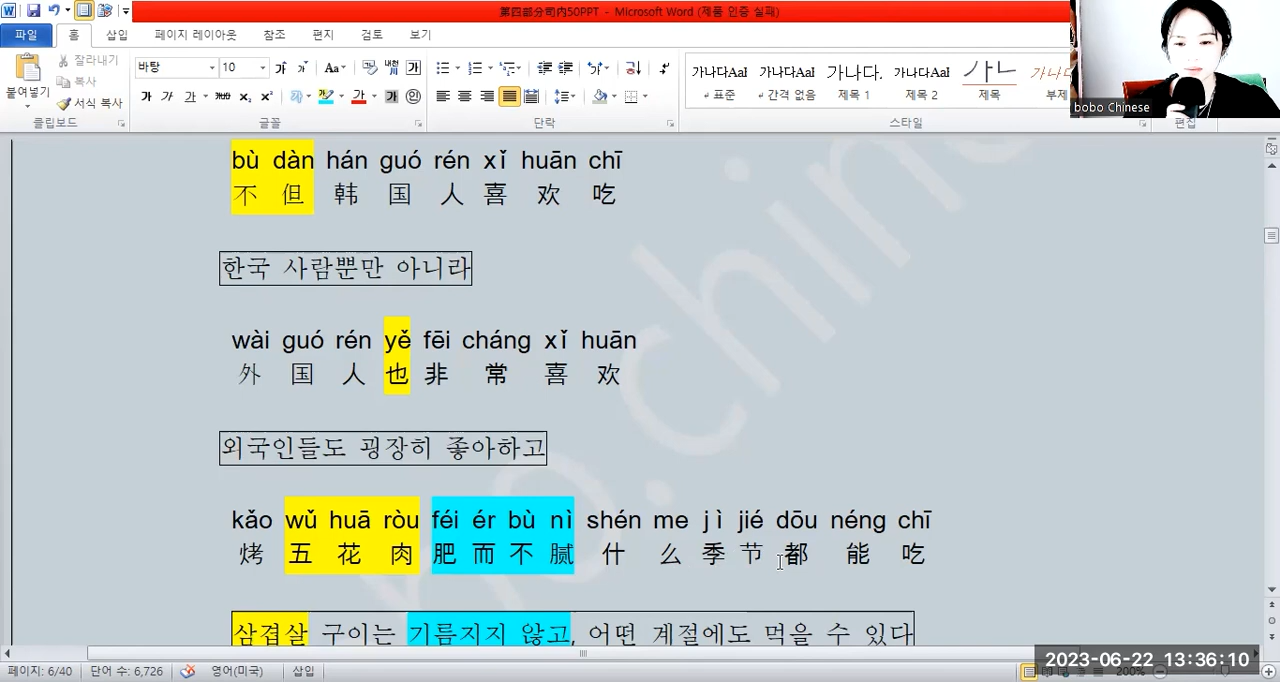 第四部分司内50PPT - Microsoft Word (제품 인증 실패)
파일 홈 삽입 페이지 레이아웃 참조 편지 검토 보기
붙여넣기 잘라내기 복사 서식 복사
바탕 10
가나다AaI 가나다AaI 가나다. 가나다AaI
표준 간격 없음 제목 1 제목 2 제목 부제
클립보드 글꼴 단락 스타일 편집
bobo Chinese
bù dàn hán guó rén xǐ huān chī
不 但 韩 国 人 喜 欢 吃
한국 사람뿐만 아니라
wài guó rén yě fēi cháng xǐ huān
外 国 人 也 非 常 喜 欢
외국인들도 굉장히 좋아하고
kǎo wǔ huā ròu féi ér bù nì shén me jì jié dōu néng chī
烤 五 花 肉 肥 而 不 腻 什 么 季 节 都 能 吃
삼겹살 구이는 기름지지 않고, 어떤 계절에도 먹을 수 있다
페이지: 6/40 단어 수: 6,726 영어(미국) 삽입 200%
2023-06-22 13:36:10